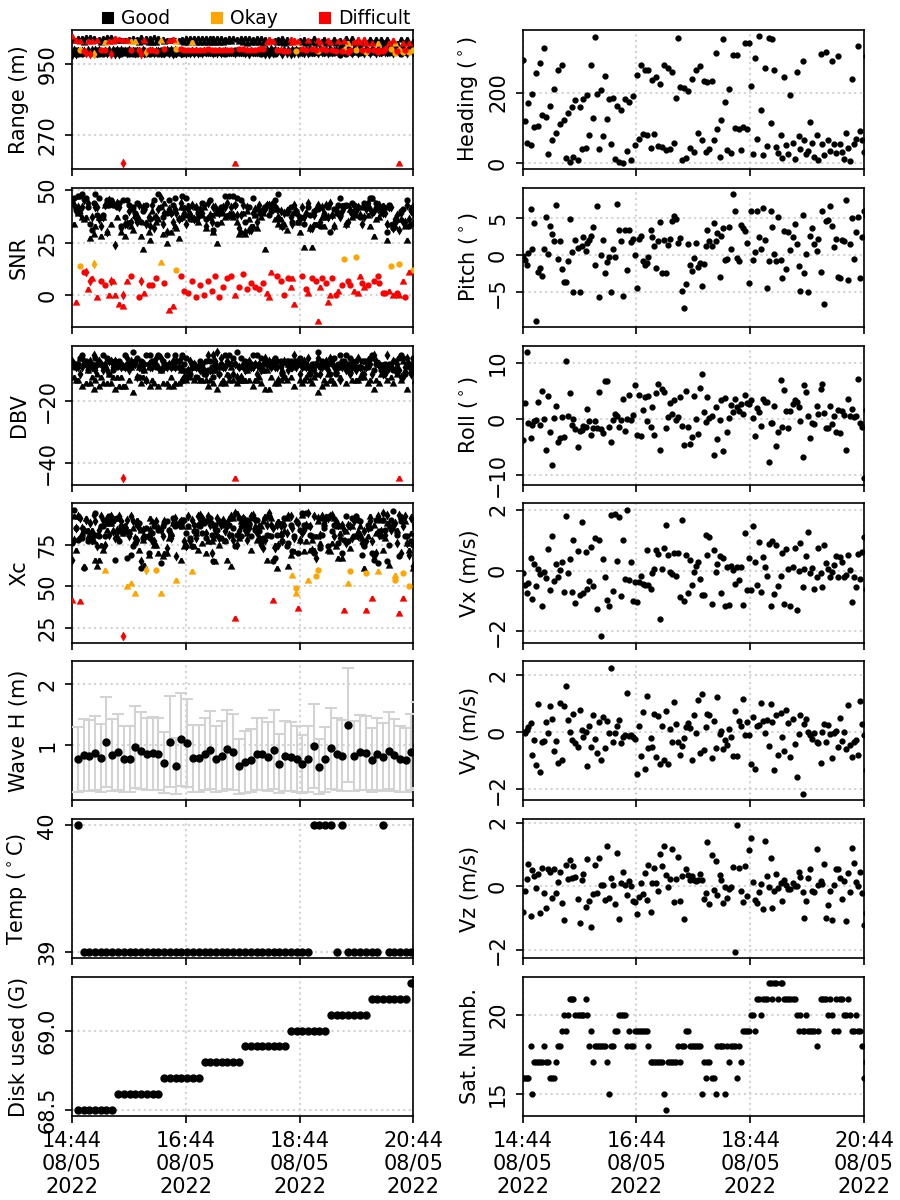 Good Okay Difficult
Range (m)
950
270
Heading (°)
200
0
SNR
50
25
0
Pitch (°)
5
0
−5
DBV
−20
−40
Roll (°)
10
0
−10
Xc
75
50
25
Vx (m/s)
2
0
−2
Wave H (m)
2
1
Vy (m/s)
2
0
−2
Temp (°C)
40
39
Vz (m/s)
2
0
−2
Disk used (G)
69.0
68.5
Sat. Numb.
20
15
14:44 16:44 18:44 20:44
08/05 08/05 08/05 08/05
2022 2022 2022 2022
14:44 16:44 18:44 20:44
08/05 08/05 08/05 08/05
2022 2022 2022 2022